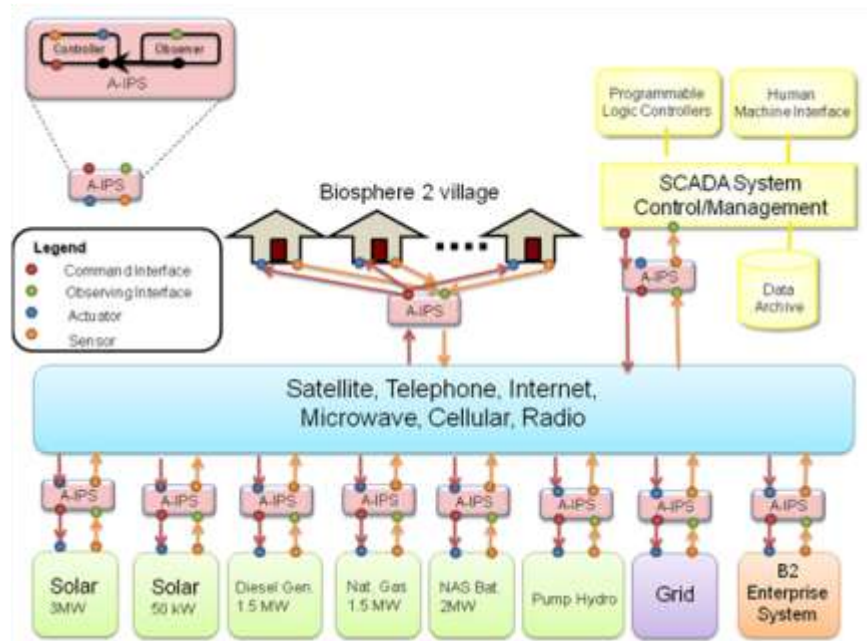 Controller
Observer
A-IPS
A-IPS
Programmable
Logic Controllers
Human
Machine Interface
SCADA System
Control/Management
A-IPS
Data
Archive
Biosphere 2 village
A-IPS
Legend
Command Interface
Observing Interface
Actuator
Sensor
Satellite, Telephone, Internet,
Microwave, Cellular, Radio
A-IPS
A-IPS
A-IPS
A-IPS
A-IPS
A-IPS
A-IPS
A-IPS
Solar
3MW
Solar
50 kW
Diesel Gen.
1.5 MW
Nat. Gas
1.5 MW
NAS Bat.
2MW
Pump Hydro
Grid
B2
Enterprise
System